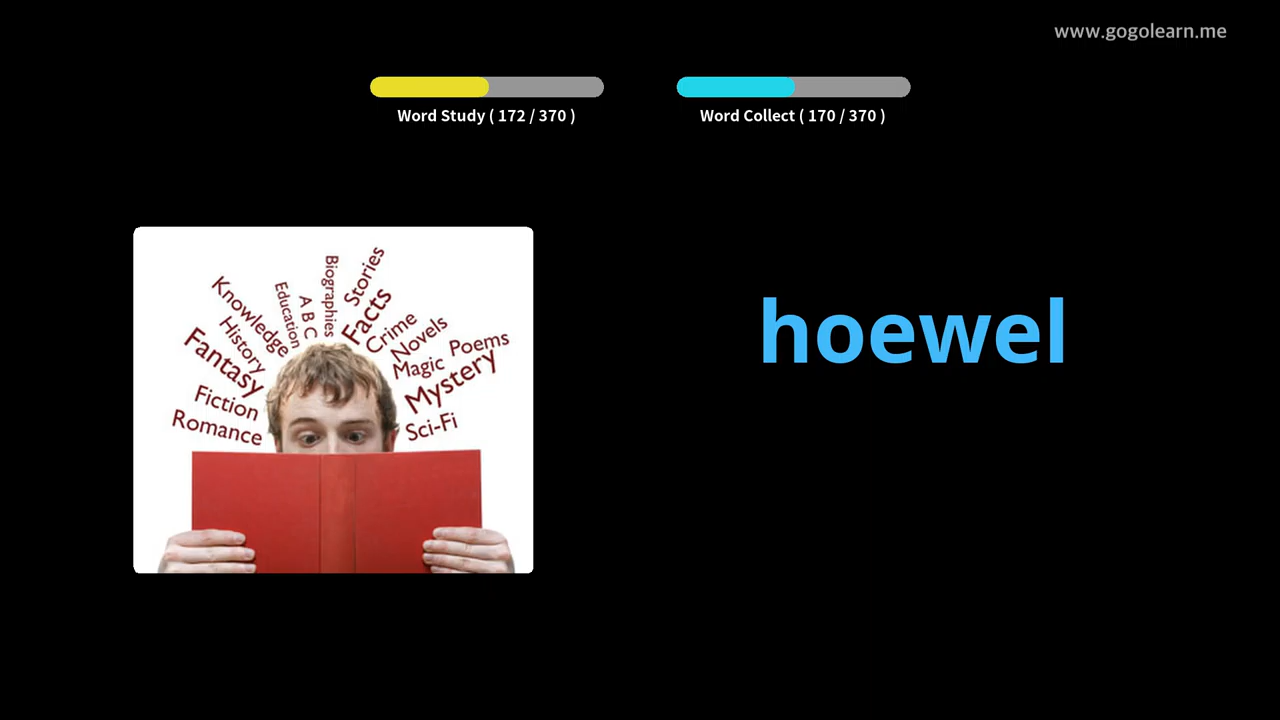 www.gogolearn.me
Word Study ( 172 / 370 )
Word Collect ( 170 / 370 )
hoewel
Romance
Fiction
Fantasy
History
Knowledge
Education
A B C
Biographies
Stories
Facts
Crime
Novels
Magic
Poems
Mystery
Sci-Fi